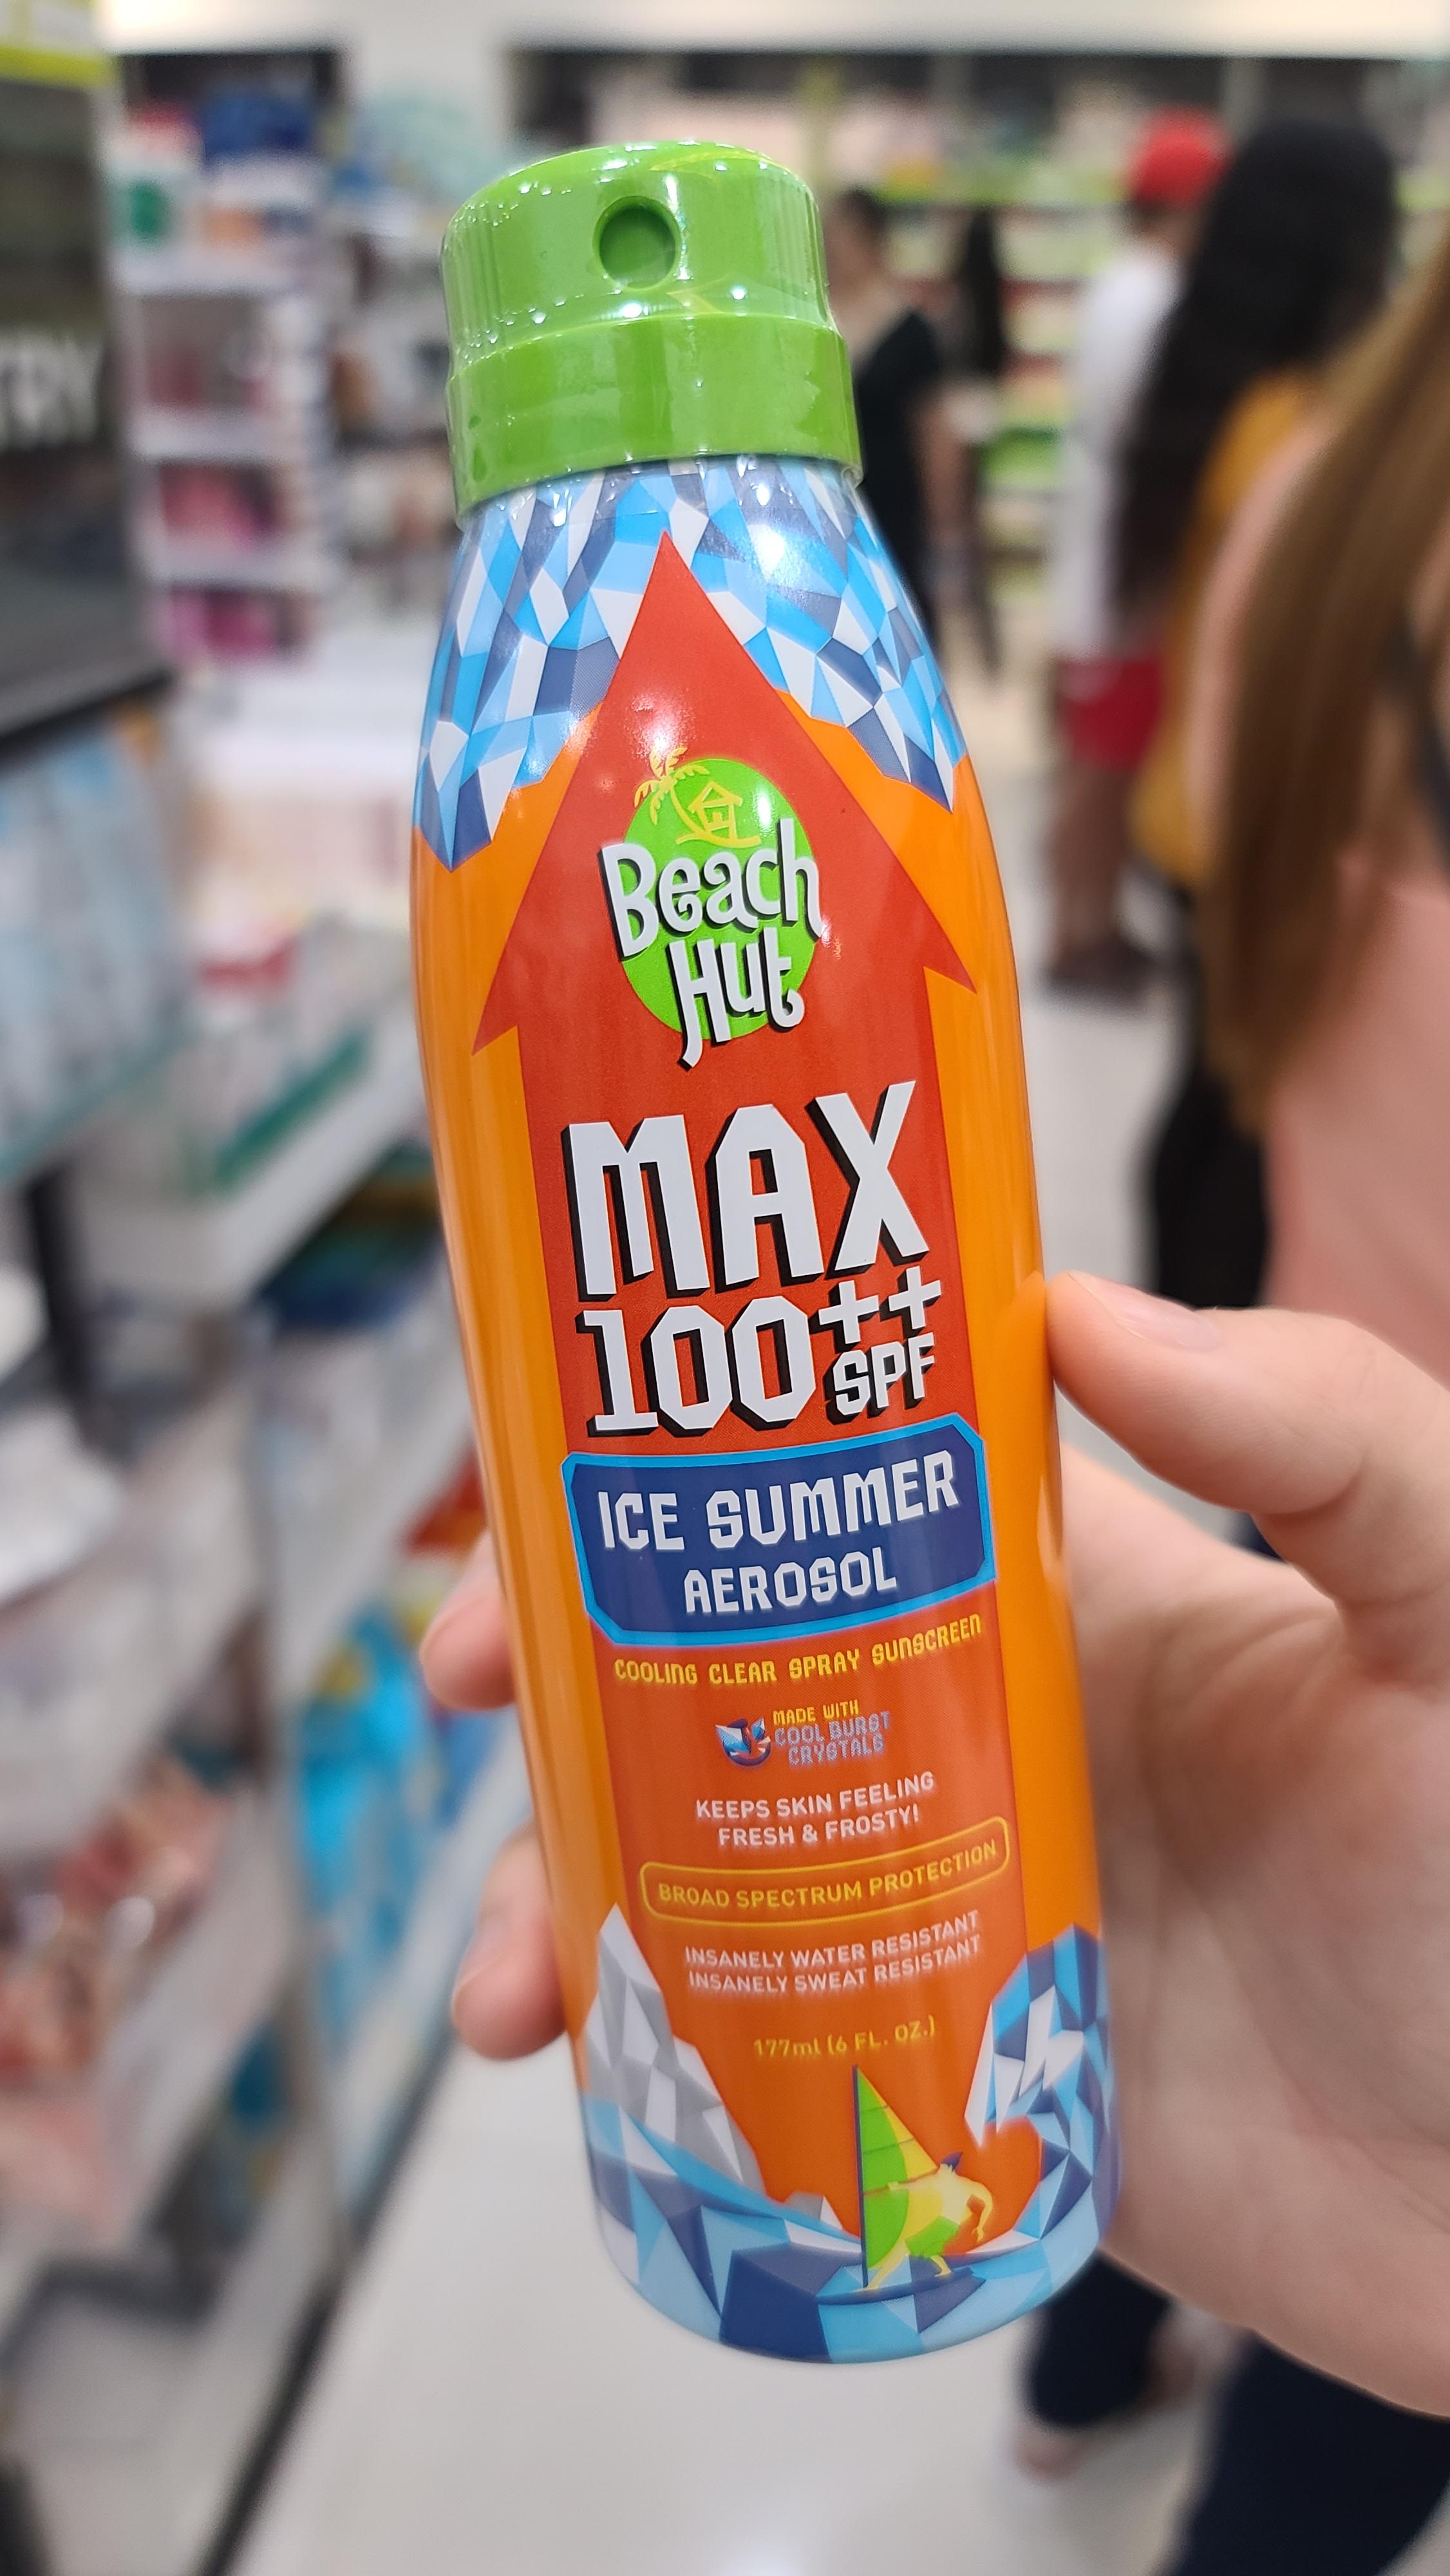 Beach
Hut
MAX
100++
SPF
ICE SUMMER
AEROSOL
COOLING CLEAR SPRAY SUNSCREEN
MADE WITH
COOL BURST
CRYSTALS
KEEPS SKIN FEELING
FRESH & FROSTY!
BROAD SPECTRUM PROTECTION
INSANELY WATER RESISTANT
INSANELY SWEAT RESISTANT
177ml (6 FL. OZ.)